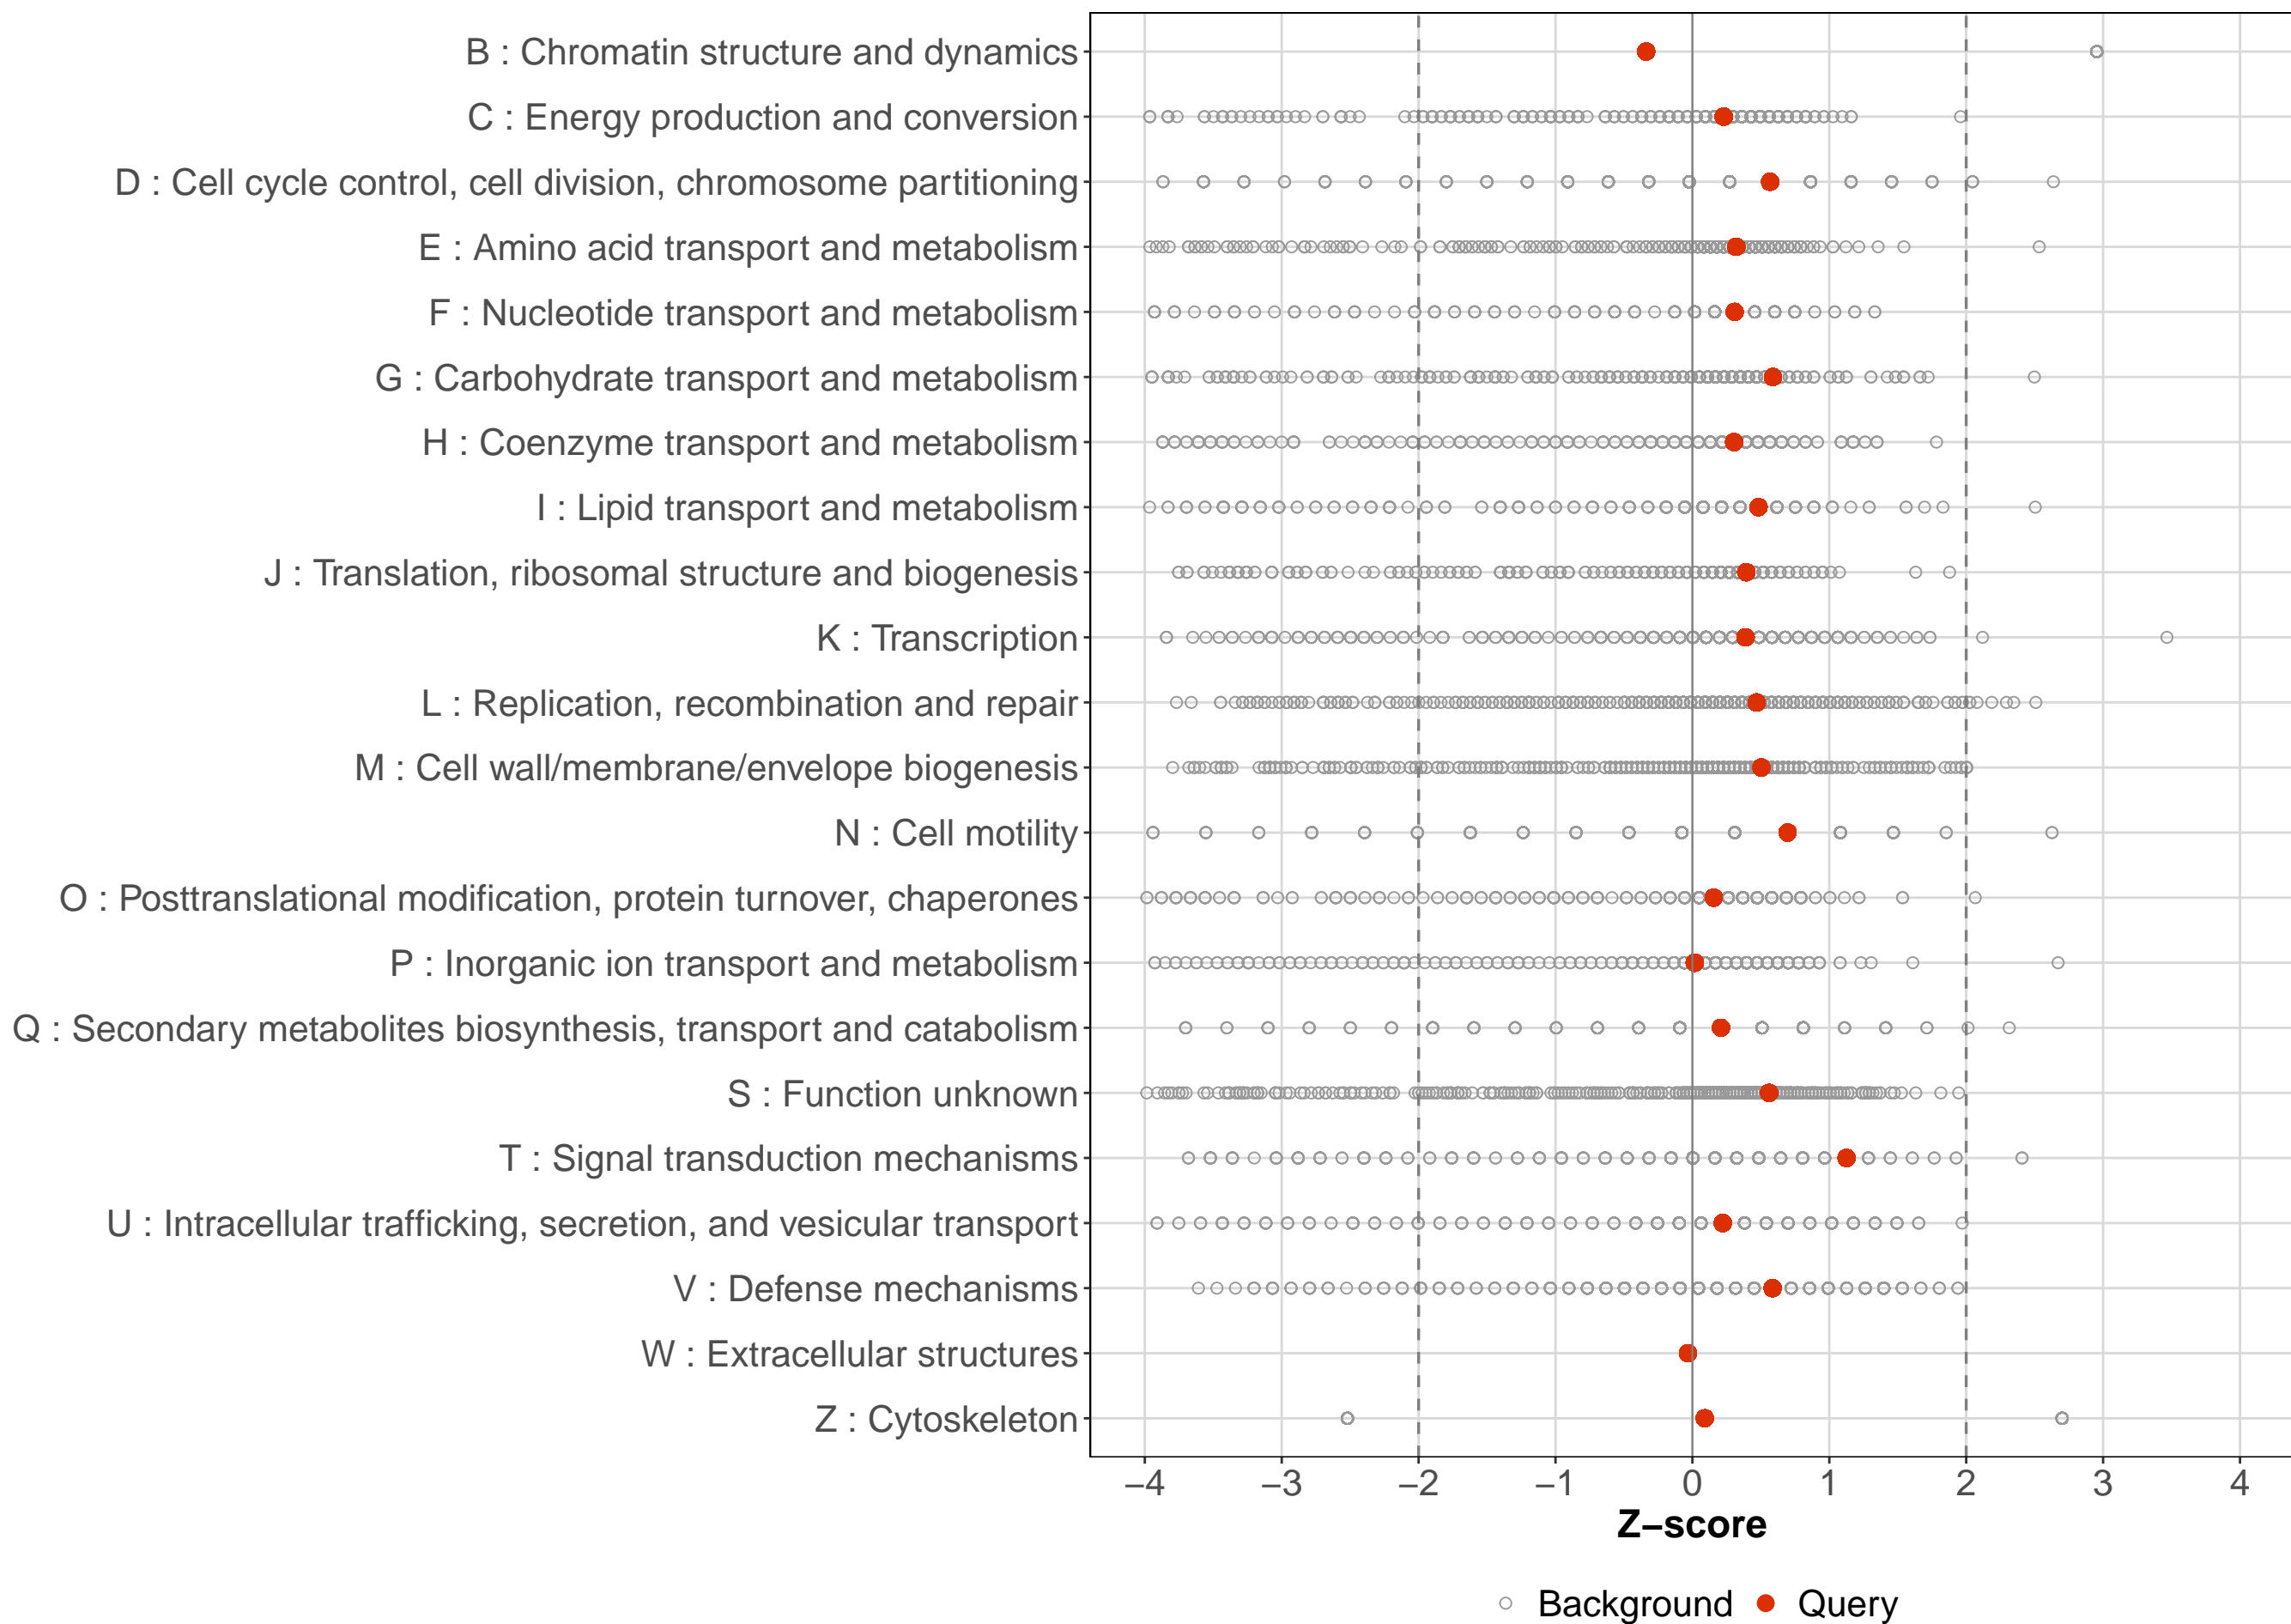 B : Chromatin structure and dynamics
C : Energy production and conversion
D : Cell cycle control, cell division, chromosome partitioning
E : Amino acid transport and metabolism
F : Nucleotide transport and metabolism
G : Carbohydrate transport and metabolism
H : Coenzyme transport and metabolism
I : Lipid transport and metabolism
J : Translation, ribosomal structure and biogenesis
K : Transcription
L : Replication, recombination and repair
M : Cell wall/membrane/envelope biogenesis
N : Cell motility
O : Posttranslational modification, protein turnover, chaperones
P : Inorganic ion transport and metabolism
Q : Secondary metabolites biosynthesis, transport and catabolism
S : Function unknown
T : Signal transduction mechanisms
U : Intracellular trafficking, secretion, and vesicular transport
V : Defense mechanisms
W : Extracellular structures
Z : Cytoskeleton
−4 −3 −2 −1 0 1 2 3 4
Z−score
Background Query